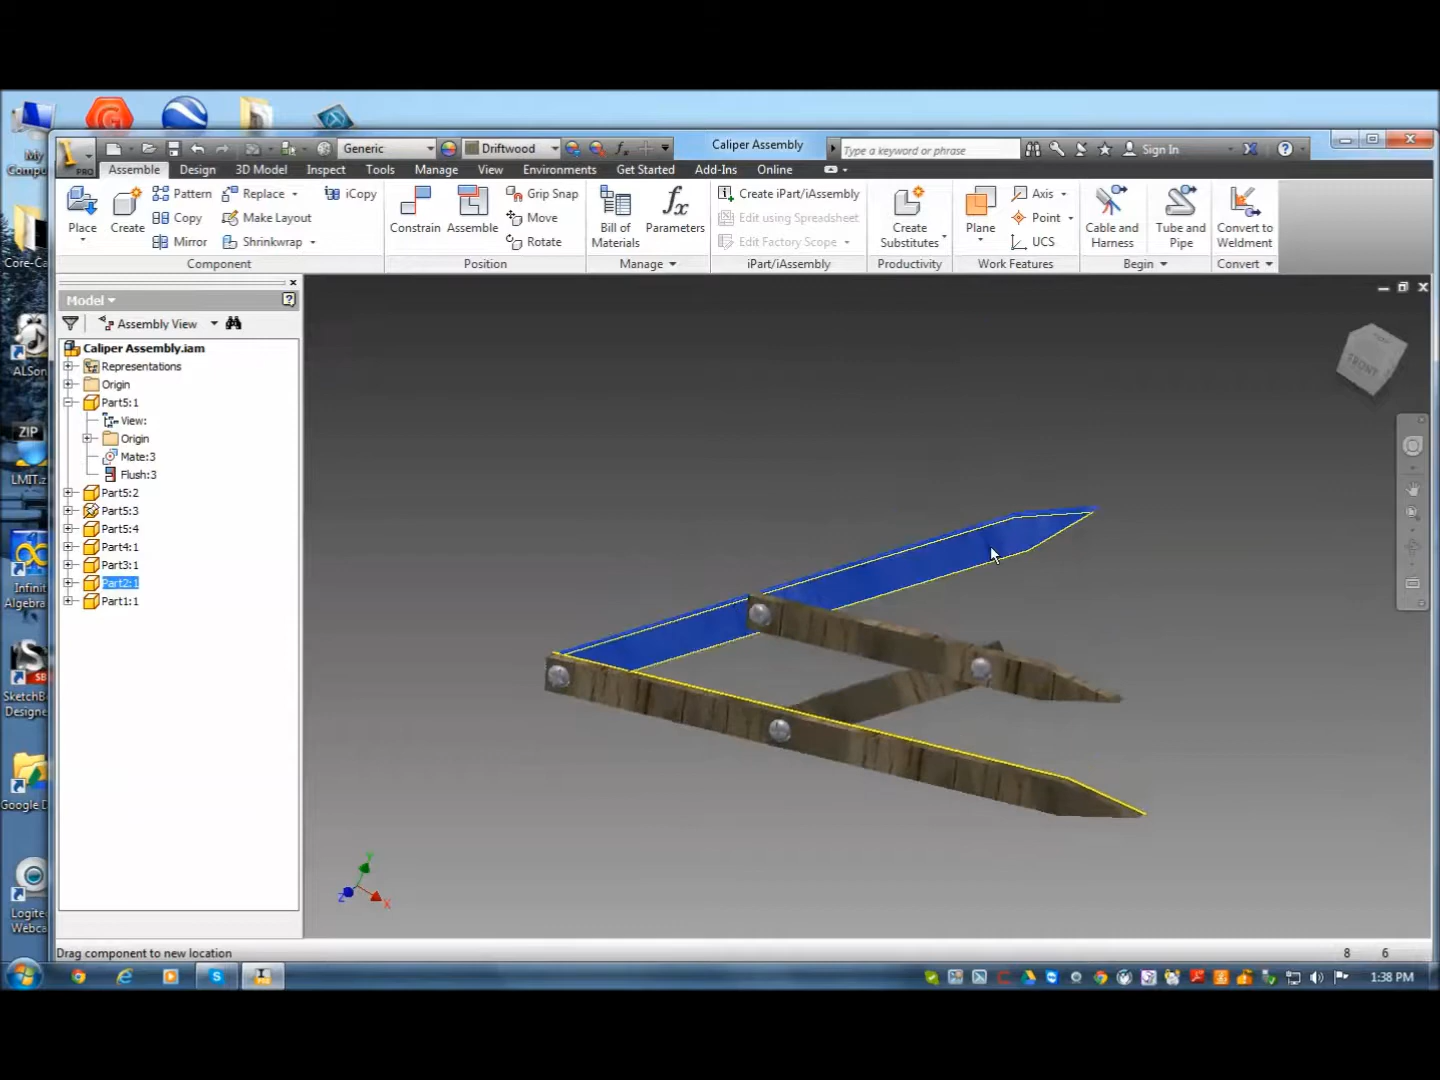 Caliper Assembly
Generic
Driftwood
Type a keyword or phrase
Sign In
PRO
Assemble Design 3D Model Inspect Tools Manage View Environments Get Started Add-Ins Online
Place
Create
Pattern
Copy
Mirror
Replace
Make Layout
Shrinkwrap
iCopy
Component
Constrain
Assemble
Grip Snap
Move
Rotate
Position
Bill of
Materials
Parameters
Manage
Create iPart/iAssembly
Edit using Spreadsheet
Edit Factory Scope
iPart/iAssembly
Create
Substitutes
Productivity
Plane
Axis
Point
UCS
Work Features
Cable and
Harness
Tube and
Pipe
Begin
Convert to
Weldment
Convert
Model
Assembly View
Caliper Assembly.iam
Representations
Origin
Part5:1
View:
Origin
Mate:3
Flush:3
Part5:2
Part5:3
Part5:4
Part4:1
Part3:1
Part2:1
Part1:1
My
Compu
Core-Ca
ALSon
ZIP
LMIT.z
Infinit
Algebra
SB
SketchB
Designe
Google D
Logite
Webca
FRONT
Y
Z
X
Drag component to new location
8 6
1:38 PM